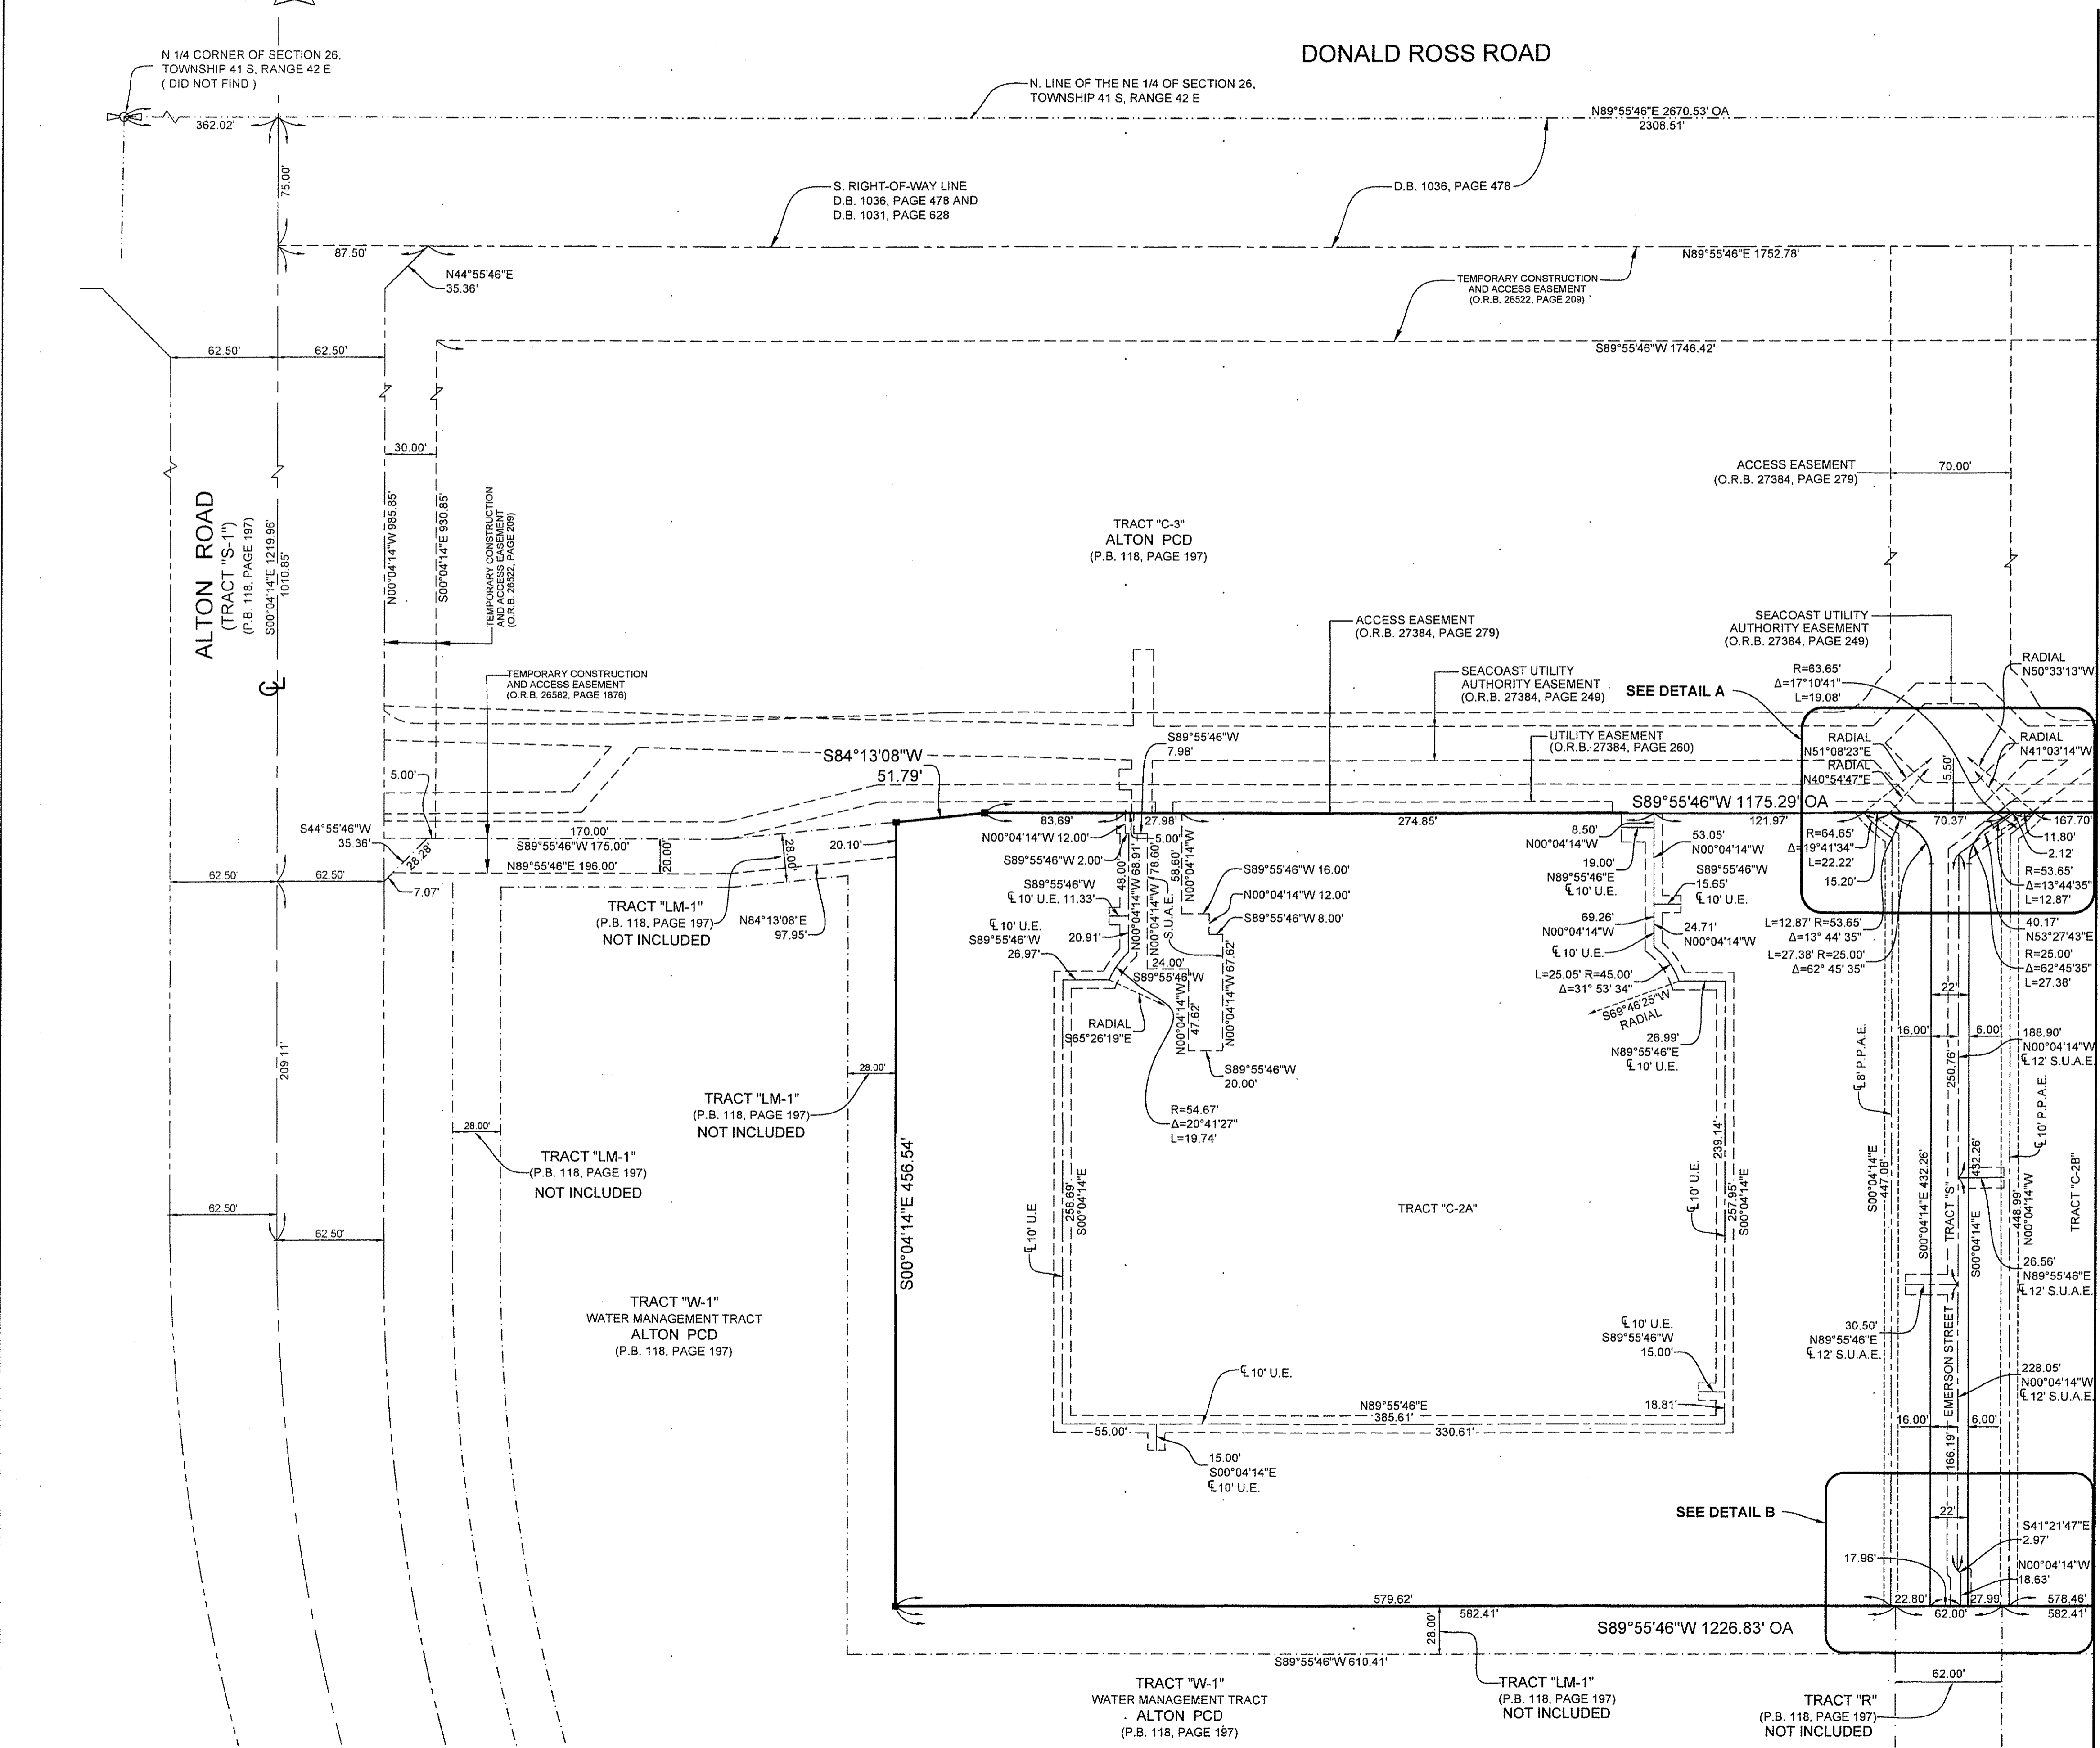 DONALD ROSS ROAD
N 1/4 CORNER OF SECTION 26,
TOWNSHIP 41 S, RANGE 42 E
( DID NOT FIND )
N. LINE OF THE NE 1/4 OF SECTION 26,
TOWNSHIP 41 S, RANGE 42 E
362.02'
N89°55'46"E 2670.53' OA
2308.51'
75.00'
S. RIGHT-OF-WAY LINE
D.B. 1036, PAGE 478 AND
D.B. 1031, PAGE 628
D.B. 1036, PAGE 478
87.50'
N44°55'46"E
35.36'
N89°55'46"E 1752.78'
TEMPORARY CONSTRUCTION
AND ACCESS EASEMENT
(O.R.B. 26522, PAGE 209)
62.50'
62.50'
S89°55'46"W 1746.42'
30.00'
ACCESS EASEMENT
(O.R.B. 27384, PAGE 279)
70.00'
ALTON ROAD
(TRACT "S-1")
(P.B. 118, PAGE 197)
S00°04'14"E 1219.96'
1010.85'
N00°04'14"W 985.85'
S00°04'14"E 930.85'
TEMPORARY CONSTRUCTION
AND ACCESS EASEMENT
(O.R.B. 26522, PAGE 209)
TRACT "C-3"
ALTON PCD
(P.B. 118, PAGE 197)
ACCESS EASEMENT
(O.R.B. 27384, PAGE 279)
SEACOAST UTILITY
AUTHORITY EASEMENT
(O.R.B. 27384, PAGE 249)
RADIAL
N50°33'13"W
R=63.65'
Δ=17°10'41"
L=19.08'
TEMPORARY CONSTRUCTION
AND ACCESS EASEMENT
(O.R.B. 26582, PAGE 1876)
SEACOAST UTILITY
AUTHORITY EASEMENT
(O.R.B. 27384, PAGE 249)
SEE DETAIL A
℄
S89°55'46"W
7.98'
UTILITY EASEMENT
(O.R.B. 27384, PAGE 260)
RADIAL
N51°08'23"E
RADIAL
N40°54'47"E
RADIAL
N41°03'14"W
5.50'
S84°13'08"W
51.79'
5.00'
S89°55'46"W 1175.29' OA
S44°55'46"W
35.36'
28.28'
170.00'
S89°55'46"W 175.00'
N89°55'46"E 196.00'
20.00'
28.00'
20.10'
83.69'
27.98'
274.85'
121.97'
70.37'
167.70'
N00°04'14"W 12.00'
5.00'
S89°55'46"W 2.00'
48.00'
N00°04'14"W 68.91'
N00°04'14"W 78.60'
S.U.A.E.
58.60'
N00°04'14"W
8.50'
N00°04'14"W
53.05'
N00°04'14"W
19.00'
N89°55'46"E
℄10' U.E.
S89°55'46"W
15.65'
℄10' U.E.
R=64.65'
Δ=19°41'34"
L=22.22'
15.20'
11.80'
2.12'
R=53.65'
Δ=13°44'35"
L=12.87'
62.50'
62.50'
7.07'
TRACT "LM-1"
(P.B. 118, PAGE 197)
NOT INCLUDED
N84°13'08"E
97.95'
S89°55'46"W
℄10' U.E. 11.33'
℄10' U.E.
S89°55'46"W
26.97'
20.91'
S89°55'46"W 16.00'
N00°04'14"W 12.00'
S89°55'46"W 8.00'
24.00'
S89°55'46"W
N00°04'14"W
47.62'
N00°04'14"W 67.62'
69.26'
N00°04'14"W
℄10' U.E.
24.71'
N00°04'14"W
L=25.05' R=45.00'
Δ=31° 53' 34"
S69°46'25"W
RADIAL
L=12.87' R=53.65'
Δ=13° 44' 35"
L=27.38' R=25.00'
Δ=62° 45' 35"
40.17'
N53°27'43"E
R=25.00'
Δ=62°45'35"
L=27.38'
22'
RADIAL
S65°26'19"E
26.99'
N89°55'46"E
℄10' U.E.
16.00'
6.00'
188.90'
N00°04'14"W
℄12' S.U.A.E.
209.11'
28.00'
S89°55'46"W
20.00'
℄8' P.P.A.E.
250.76'
℄10' P.P.A.E.
TRACT "LM-1"
(P.B. 118, PAGE 197)
NOT INCLUDED
R=54.67'
Δ=20°41'27"
L=19.74'
28.00'
TRACT "LM-1"
(P.B. 118, PAGE 197)
NOT INCLUDED
S00°04'14"E 456.54'
62.50'
62.50'
℄10' U.E
258.69'
S00°04'14"E
TRACT "C-2A"
239.14'
℄10' U.E.
257.95'
S00°04'14"E
S00°04'14"E
447.08'
S00°04'14"E 432.26'
TRACT "S"
432.26'
S00°04'14"E
448.99'
N00°04'14"W
TRACT "C-2B"
26.56'
N89°55'46"E
℄12' S.U.A.E.
TRACT "W-1"
WATER MANAGEMENT TRACT
ALTON PCD
(P.B. 118, PAGE 197)
℄10' U.E.
S89°55'46"W
15.00'
30.50'
N89°55'46"E
℄12' S.U.A.E.
EMERSON STREET
228.05'
N00°04'14"W
℄12' S.U.A.E.
℄10' U.E.
N89°55'46"E
385.61'
18.81'
55.00'
330.61'
16.00'
6.00'
166.19'
15.00'
S00°04'14"E
℄10' U.E.
SEE DETAIL B
22'
S41°21'47"E
2.97'
17.96'
N00°04'14"W
18.63'
579.62'
582.41'
22.80'
62.00'
27.99'
578.46'
582.41'
28.00'
S89°55'46"W 1226.83' OA
S89°55'46"W 610.41'
TRACT "W-1"
WATER MANAGEMENT TRACT
ALTON PCD
(P.B. 118, PAGE 197)
TRACT "LM-1"
(P.B. 118, PAGE 197)
NOT INCLUDED
62.00'
TRACT "R"
(P.B. 118, PAGE 197)
NOT INCLUDED